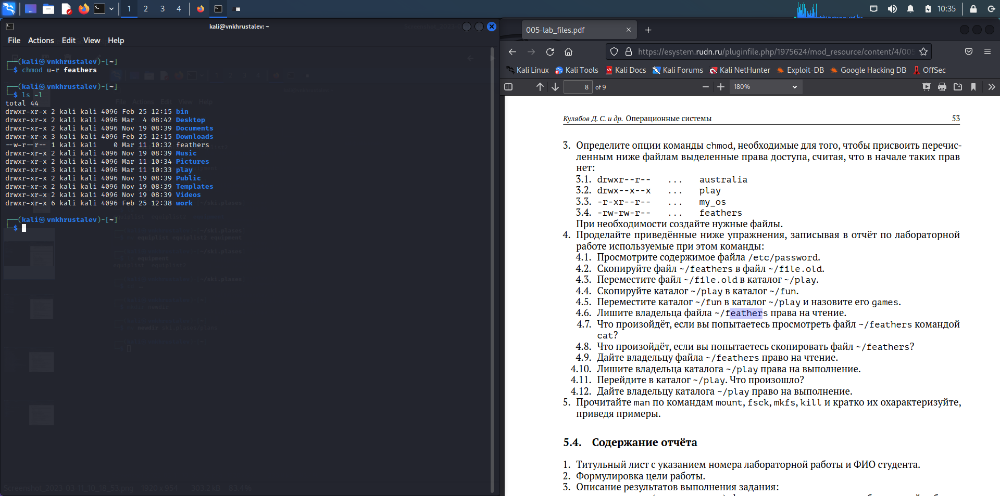 1 2 3 4
10:35
kali@vnkhrustalev: ~
File Actions Edit View Help
┌──(kali㉿vnkhrustalev)-[~]
└─$ chmod u-r feathers
┌──(kali㉿vnkhrustalev)-[~]
└─$ ls -l
total 44
drwxr-xr-x 2 kali kali 4096 Feb 25 12:15 bin
drwxr-xr-x 2 kali kali 4096 Mar  4 08:42 Desktop
drwxr-xr-x 2 kali kali 4096 Nov 19 08:39 Documents
drwxr-xr-x 3 kali kali 4096 Feb 25 12:15 Downloads
--w-r--r-- 1 kali kali    0 Mar 11 10:32 feathers
drwxr-xr-x 2 kali kali 4096 Nov 19 08:39 Music
drwxr-xr-x 2 kali kali 4096 Mar 11 10:34 Pictures
drwxr-xr-x 3 kali kali 4096 Mar 11 10:33 play
drwxr-xr-x 2 kali kali 4096 Nov 19 08:39 Public
drwxr-xr-x 2 kali kali 4096 Nov 19 08:39 Templates
drwxr-xr-x 2 kali kali 4096 Nov 19 08:39 Videos
drwxr-xr-x 6 kali kali 4096 Feb 25 12:38 work
┌──(kali㉿vnkhrustalev)-[~]
└─$
Screenshot_2023-03-11_10_18_53.png 1920 x 954 303.2 kB 83.4%
005-lab_files.pdf
https://esystem.rudn.ru/pluginfile.php/1975624/mod_resource/content/4/005
Kali Linux Kali Tools Kali Docs Kali Forums Kali NetHunter Exploit-DB Google Hacking DB OffSec
8 of 9 180%
Кулябов Д. С. и др. Операционные системы 53
3. Определите опции команды chmod, необходимые для того, чтобы присвоить перечис-
ленным ниже файлам выделенные права доступа, считая, что в начале таких прав
нет:
3.1. drwxr--r-- ... australia
3.2. drwx--x--x ... play
3.3. -r-xr--r-- ... my_os
3.4. -rw-rw-r-- ... feathers
При необходимости создайте нужные файлы.
4. Проделайте приведённые ниже упражнения, записывая в отчёт по лабораторной
работе используемые при этом команды:
4.1. Просмотрите содержимое файла /etc/password.
4.2. Скопируйте файл ~/feathers в файл ~/file.old.
4.3. Переместите файл ~/file.old в каталог ~/play.
4.4. Скопируйте каталог ~/play в каталог ~/fun.
4.5. Переместите каталог ~/fun в каталог ~/play и назовите его games.
4.6. Лишите владельца файла ~/feathers права на чтение.
4.7. Что произойдёт, если вы попытаетесь просмотреть файл ~/feathers командой
cat?
4.8. Что произойдёт, если вы попытаетесь скопировать файл ~/feathers?
4.9. Дайте владельцу файла ~/feathers право на чтение.
4.10. Лишите владельца каталога ~/play права на выполнение.
4.11. Перейдите в каталог ~/play. Что произошло?
4.12. Дайте владельцу каталога ~/play право на выполнение.
5. Прочитайте man по командам mount, fsck, mkfs, kill и кратко их охарактеризуйте,
приведя примеры.
5.4. Содержание отчёта
1. Титульный лист с указанием номера лабораторной работы и ФИО студента.
2. Формулировка цели работы.
3. Описание результатов выполнения задания: